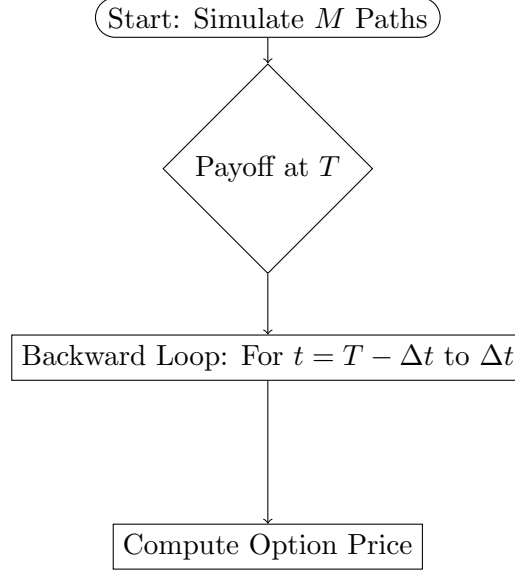 Start: Simulate M Paths
Payoff at T
Backward Loop: For t = T − Δt to Δt
Compute Option Price